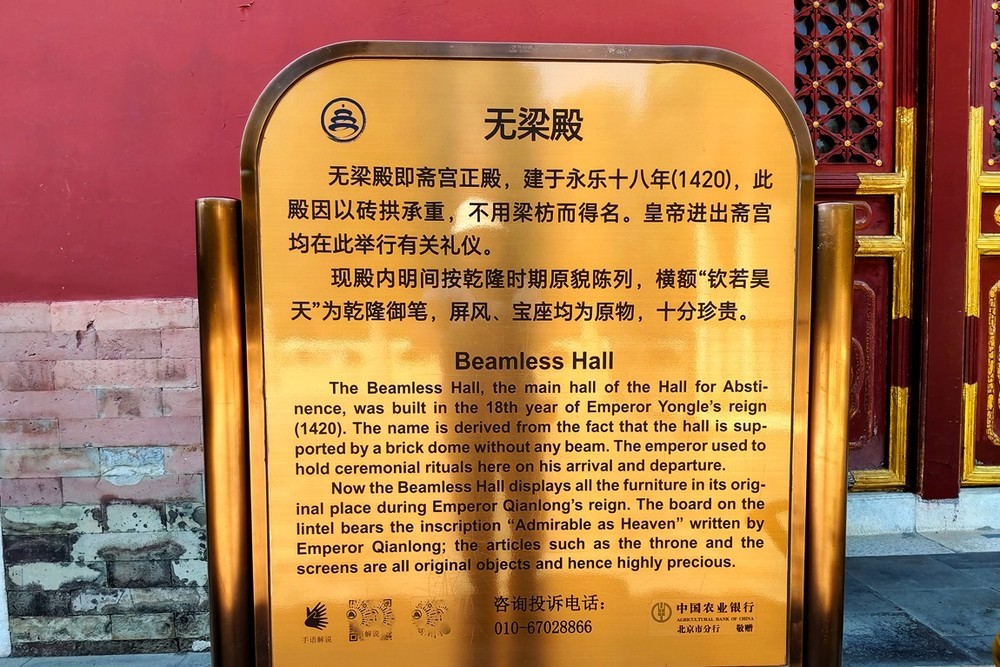 无梁殿
无梁殿即斋宫正殿，建于永乐十八年(1420)，此
殿因以砖拱承重，不用梁枋而得名。皇帝进出斋宫
均在此举行有关礼仪。
现殿内明间按乾隆时期原貌陈列，横额“钦若昊
天”为乾隆御笔，屏风、宝座均为原物，十分珍贵。
Beamless Hall
The Beamless Hall, the main hall of the Hall for Absti-
nence, was built in the 18th year of Emperor Yongle's reign
(1420). The name is derived from the fact that the hall is sup-
ported by a brick dome without any beam. The emperor used to
hold ceremonial rituals here on his arrival and departure.
Now the Beamless Hall displays all the furniture in its orig-
inal place during Emperor Qianlong's reign. The board on the
lintel bears the inscription “Admirable as Heaven” written by
Emperor Qianlong; the articles such as the throne and the
screens are all original objects and hence highly precious.
手语解说
解说
咨询投诉电话：
010-67028866
中国农业银行
AGRICULTURAL BANK OF CHINA
北京市分行 敬赠